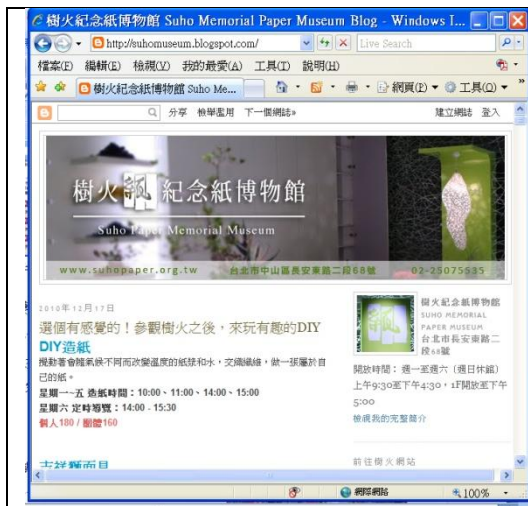 樹火紀念紙博物館 Suho Memorial Paper Museum Blog - Windows I...
http://suhomuseum.blogspot.com/
Live Search
檔案(F) 編輯(E) 檢視(V) 我的最愛(A) 工具(T) 說明(H)
樹火紀念紙博物館 Suho Me...
網頁(P) 工具(O)
分享 檢舉濫用 下一個網誌»
建立網誌 登入
樹火 紀念紙博物館
Suho Paper Memorial Museum
www.suhopaper.org.tw 台北市中山區長安東路二段68號 02-25075535
2010年12月17日
選個有感覺的！參觀樹火之後，來玩有趣的DIY
DIY造紙
攪動著會隨氣候不同而改變溫度的紙漿和水，交織纖維，做一張屬於自
己的紙。
星期一~五 造紙時間：10:00、11:00、14:00、15:00
星期六 定時導覽：14:00 - 15:30
個人180 / 團體160
吉祥獅面具
樹火紀念紙博物館
SUHO MEMORIAL
PAPER MUSEUM
台北市長安東路二
段68號
開放時間：週一至週六（週日休館）
上午9:30至下午4:30，1F開放至下午
5:00
檢視我的完整簡介
前往樹火網站
網際網路
100%